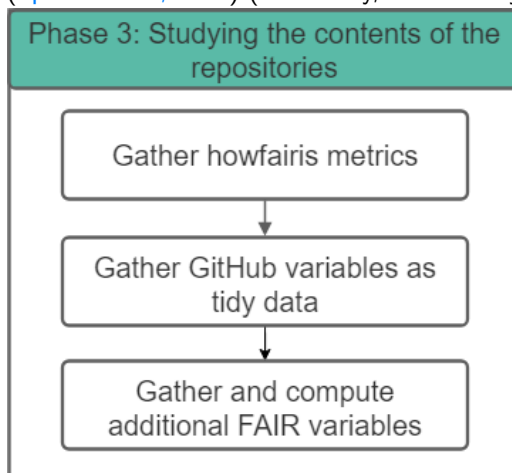 Phase 3: Studying the contents of the
repositories
Gather howfairis metrics
Gather GitHub variables as
tidy data
Gather and compute
additional FAIR variables